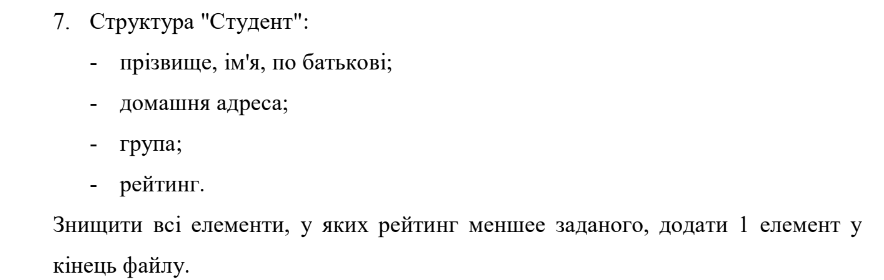 7. Структура "Студент":
- прізвище, ім'я, по батькові;
- домашня адреса;
- група;
- рейтинг.
Знищити всі елементи, у яких рейтинг меншее заданого, додати 1 елемент у
кінець файлу.